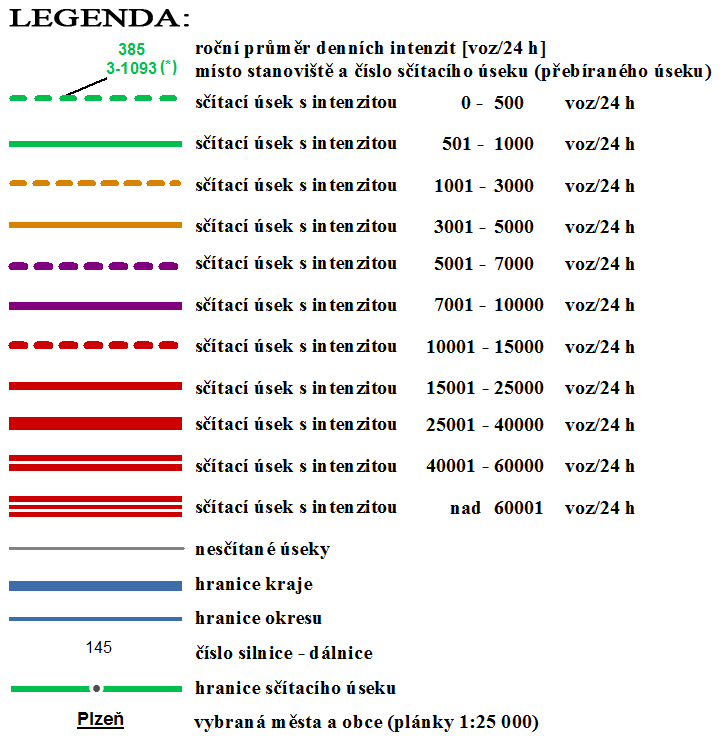 LEGENDA:
385 roční průměr denních intenzit [voz/24 h]
3-1093 (*) místo stanoviště a číslo sčítacího úseku (přebíraného úseku)
sčítací úsek s intenzitou 0 - 500 voz/24 h
sčítací úsek s intenzitou 501 - 1000 voz/24 h
sčítací úsek s intenzitou 1001 - 3000 voz/24 h
sčítací úsek s intenzitou 3001 - 5000 voz/24 h
sčítací úsek s intenzitou 5001 - 7000 voz/24 h
sčítací úsek s intenzitou 7001 - 10000 voz/24 h
sčítací úsek s intenzitou 10001 - 15000 voz/24 h
sčítací úsek s intenzitou 15001 - 25000 voz/24 h
sčítací úsek s intenzitou 25001 - 40000 voz/24 h
sčítací úsek s intenzitou 40001 - 60000 voz/24 h
sčítací úsek s intenzitou nad 60001 voz/24 h
nesčítané úseky
hranice kraje
hranice okresu
145 číslo silnice - dálnice
hranice sčítacího úseku
Plzeň vybraná města a obce (plánky 1:25 000)